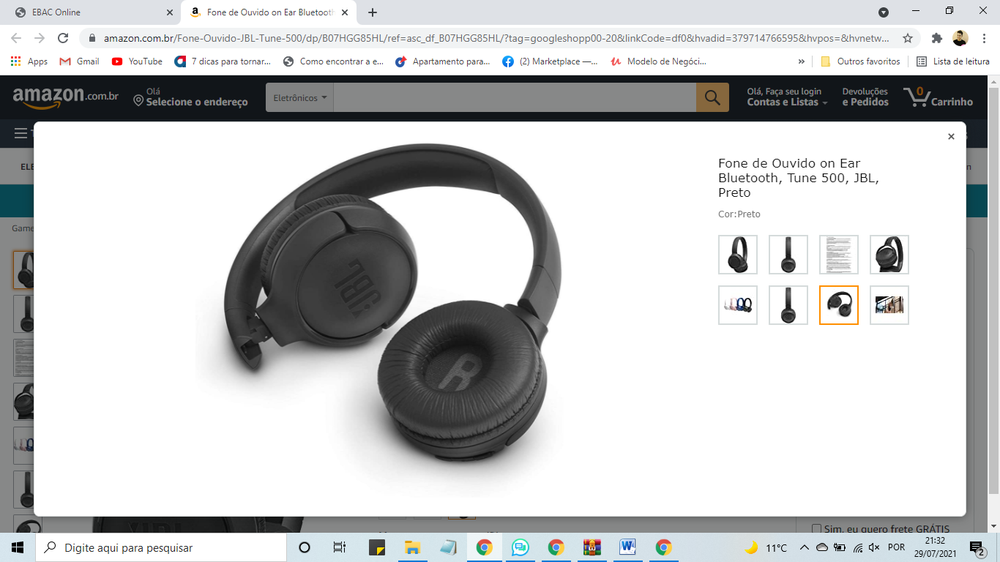 EBAC Online
Fone de Ouvido on Ear Bluetooth
amazon.com.br/Fone-Ouvido-JBL-Tune-500/dp/B07HGG85HL/ref=asc_df_B07HGG85HL/?tag=googleshopp00-20&linkCode=df0&hvadid=379714766595&hvpos=&hvnetw...
Apps
Gmail
YouTube
7 dicas para tornar...
Como encontrar a e...
Apartamento para...
(2) Marketplace —...
Modelo de Negóci...
»
Outros favoritos
Lista de leitura
amazon.com.br
Olá
Selecione o endereço
Eletrônicos
Olá, Faça seu login
Contas e Listas
Devoluções
e Pedidos
0
Carrinho
ELE
Game
JBL
R
Fone de Ouvido on Ear
Bluetooth, Tune 500, JBL,
Preto
Cor:Preto
JBL
Sim, eu quero frete GRÁTIS
Digite aqui para pesquisar
11°C
POR
21:32
29/07/2021
2